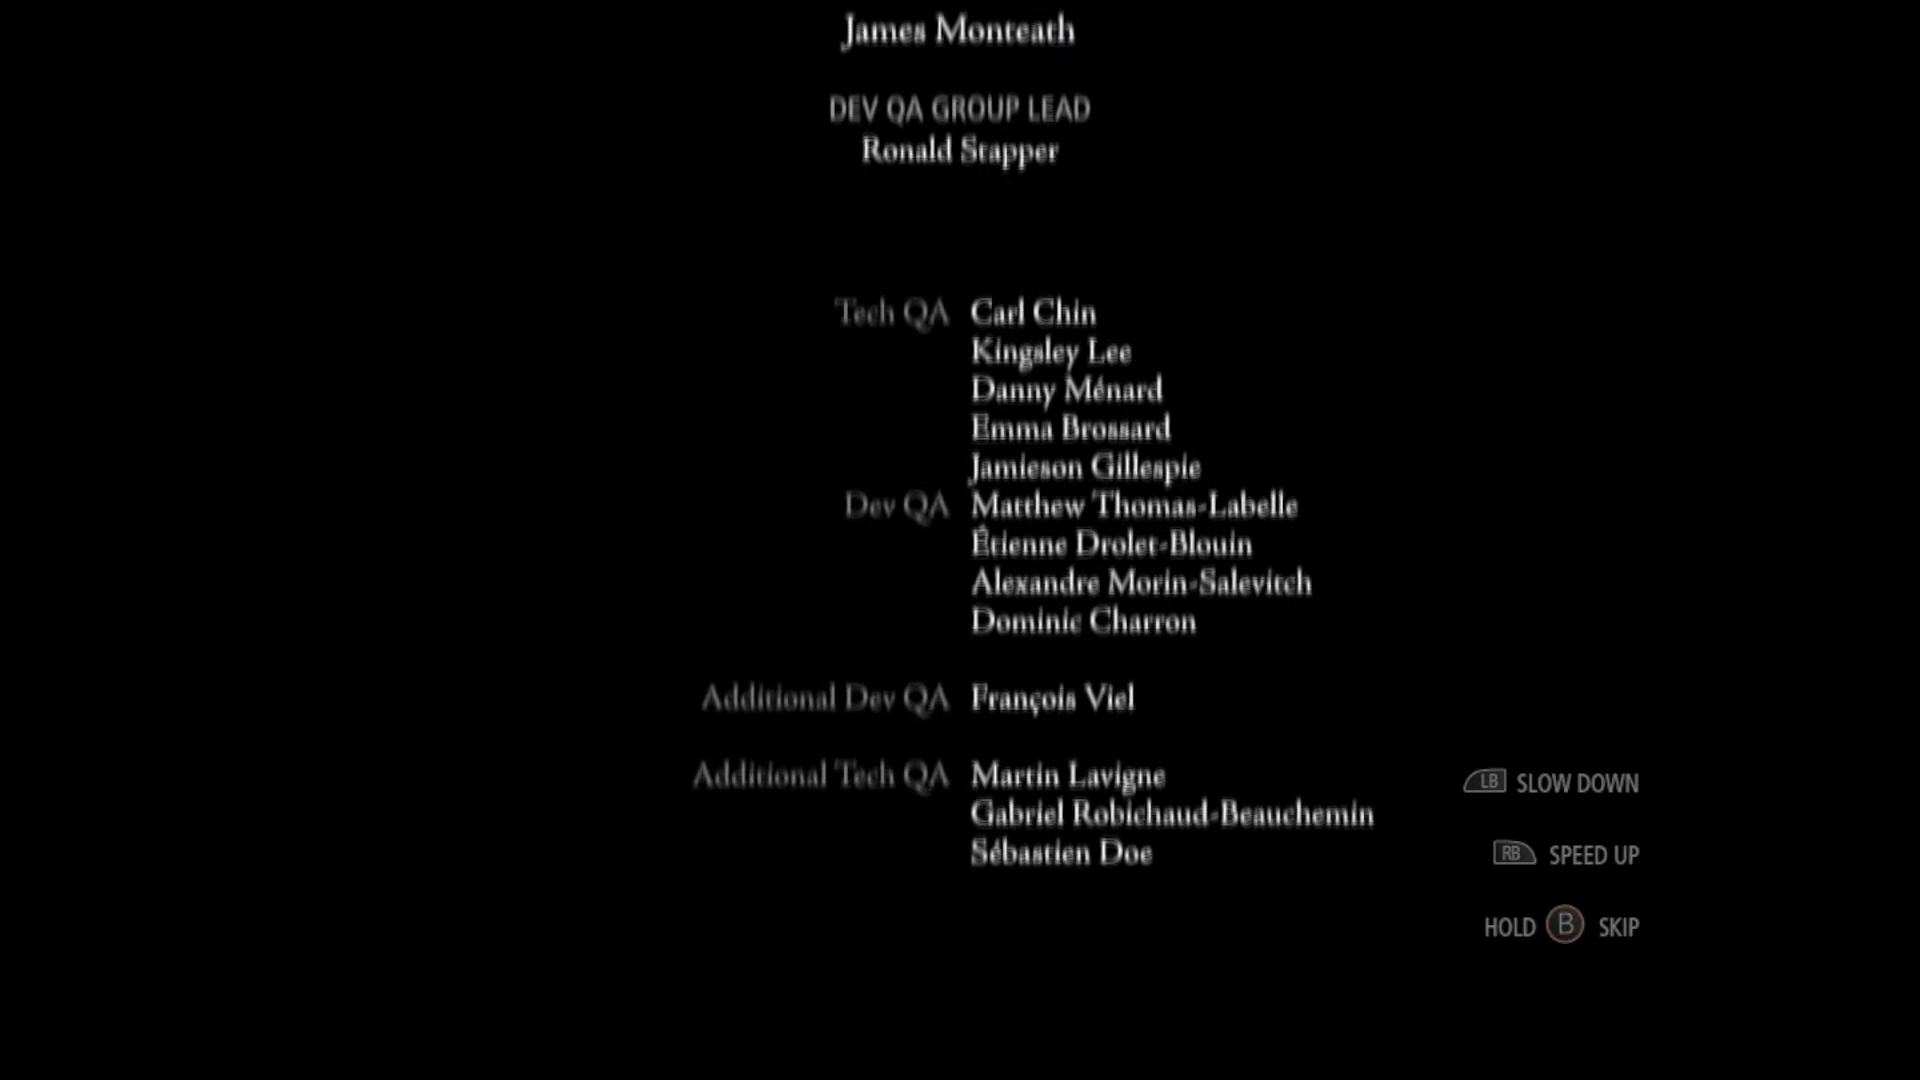 James Monteath
DEV QA GROUP LEAD
Ronald Stapper
Tech QA Carl Chin
Kingsley Lee
Danny Ménard
Emma Brossard
Jamieson Gillespie
Dev QA Matthew Thomas-Labelle
Étienne Drolet-Blouin
Alexandre Morin-Salevitch
Dominic Charron
Additional Dev QA François Viel
Additional Tech QA Martin Lavigne
Gabriel Robichaud-Beauchemin
Sébastien Doe
LB SLOW DOWN
RB SPEED UP
HOLD B SKIP